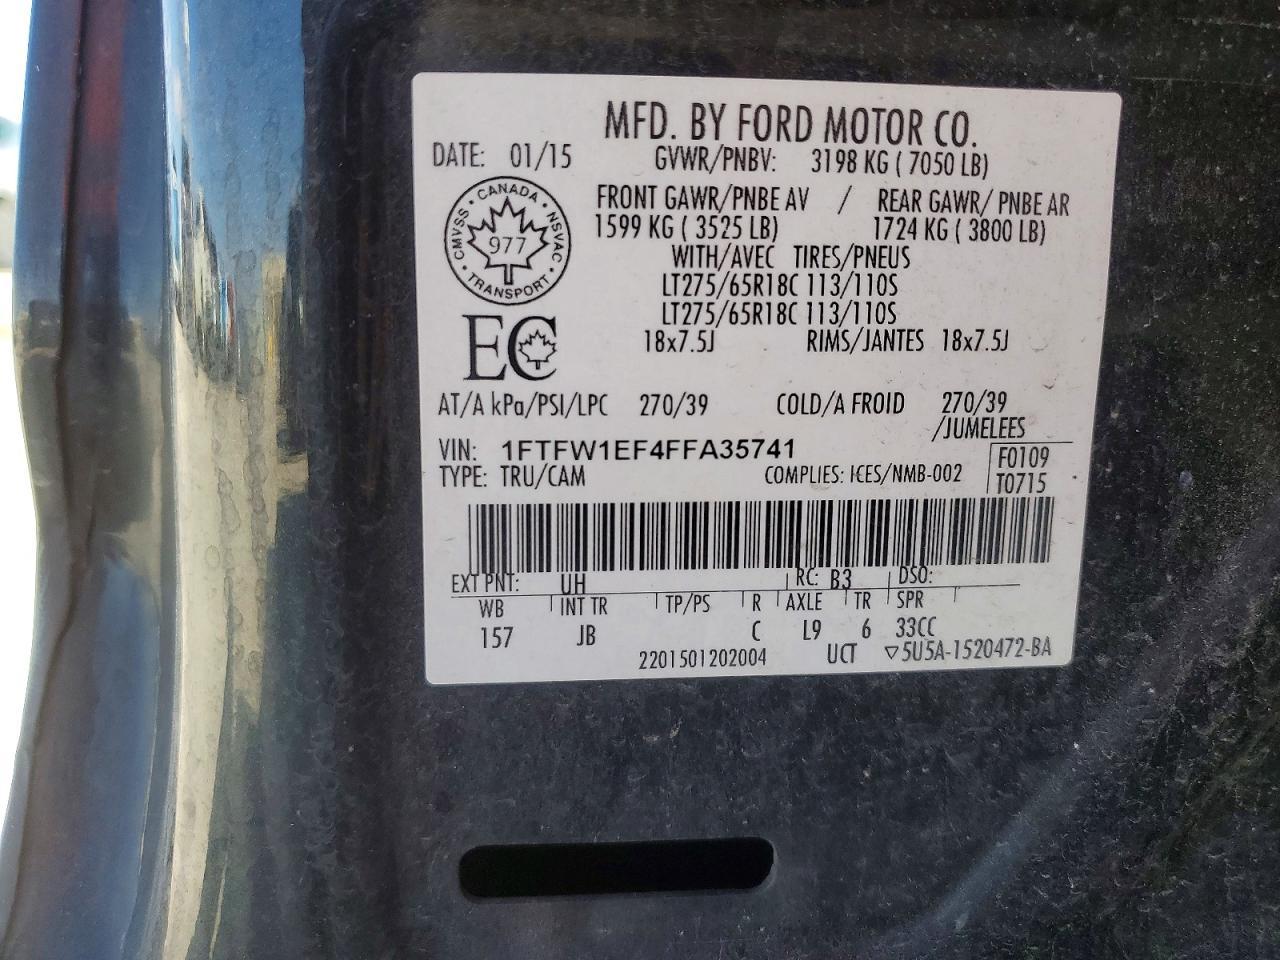 MFD. BY FORD MOTOR CO.
DATE: 01/15 GVWR/PNBV: 3198 KG ( 7050 LB)
FRONT GAWR/PNBE AV / REAR GAWR/ PNBE AR
1599 KG ( 3525 LB) 1724 KG ( 3800 LB)
WITH/AVEC TIRES/PNEUS
LT275/65R18C 113/110S
LT275/65R18C 113/110S
18x7.5J RIMS/JANTES 18x7.5J
CMVSS · CANADA · NSVAC
977
· TRANSPORT ·
EC
AT/A kPa/PSI/LPC 270/39 COLD/A FROID 270/39
/JUMELEES
VIN: 1FTFW1EF4FFA35741 F0109
TYPE: TRU/CAM COMPLIES: ICES/NMB-002 T0715
EXT PNT: UH RC: B3 DSO:
WB INT TR TP/PS R AXLE TR SPR
157 JB C L9 6 33CC
2201501202004 UCT ▽5U5A-1520472-BA